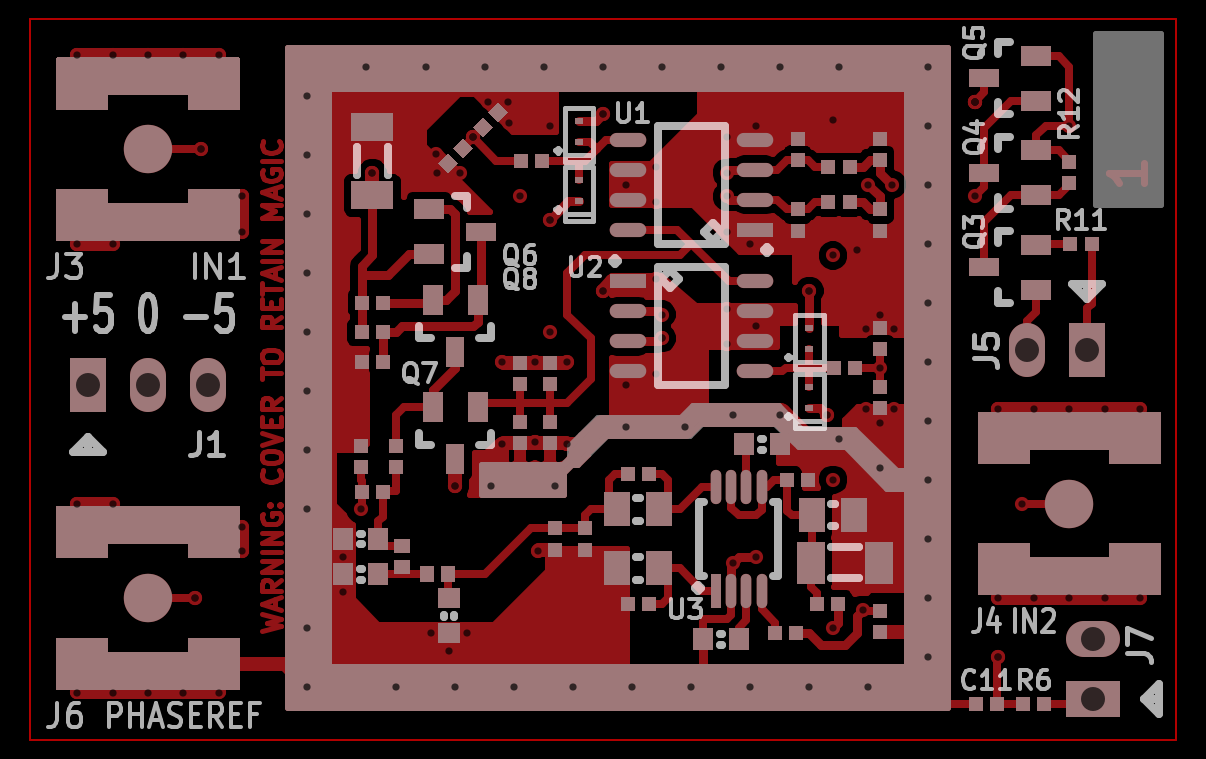 J3
IN1
+5 0 -5
J1
J6 PHASEREF
WARNING: COVER TO RETAIN MAGIC
U1
U2
Q6
Q8
Q7
U3
Q5
Q4
Q3
R12
1
R11
J5
J4 IN2
J7
C11 R6